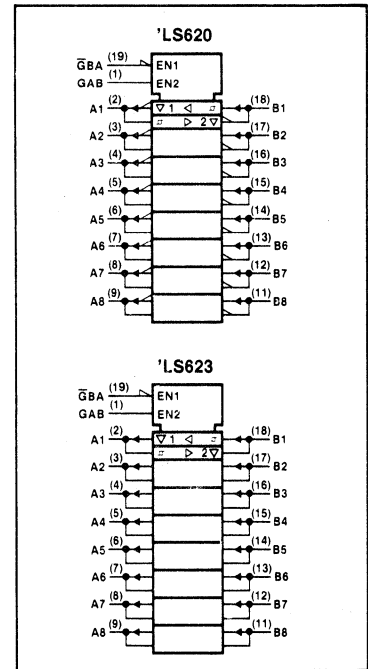 'LS620
G̅BA (19) EN1
GAB (1) EN2
A1 (2) ▽ 1 ◁ ⎎ (18) B1
A2 (3) ⎎ ▷ 2 ▽ (17) B2
A3 (4) (16) B3
A4 (5) (15) B4
A5 (6) (14) B5
A6 (7) (13) B6
A7 (8) (12) B7
A8 (9) (11) B8
'LS623
G̅BA (19) EN1
GAB (1) EN2
A1 (2) ▽ 1 ◁ ⎎ (18) B1
A2 (3) ⎎ ▷ 2 ▽ (17) B2
A3 (4) (16) B3
A4 (5) (15) B4
A5 (6) (14) B5
A6 (7) (13) B6
A7 (8) (12) B7
A8 (9) (11) B8